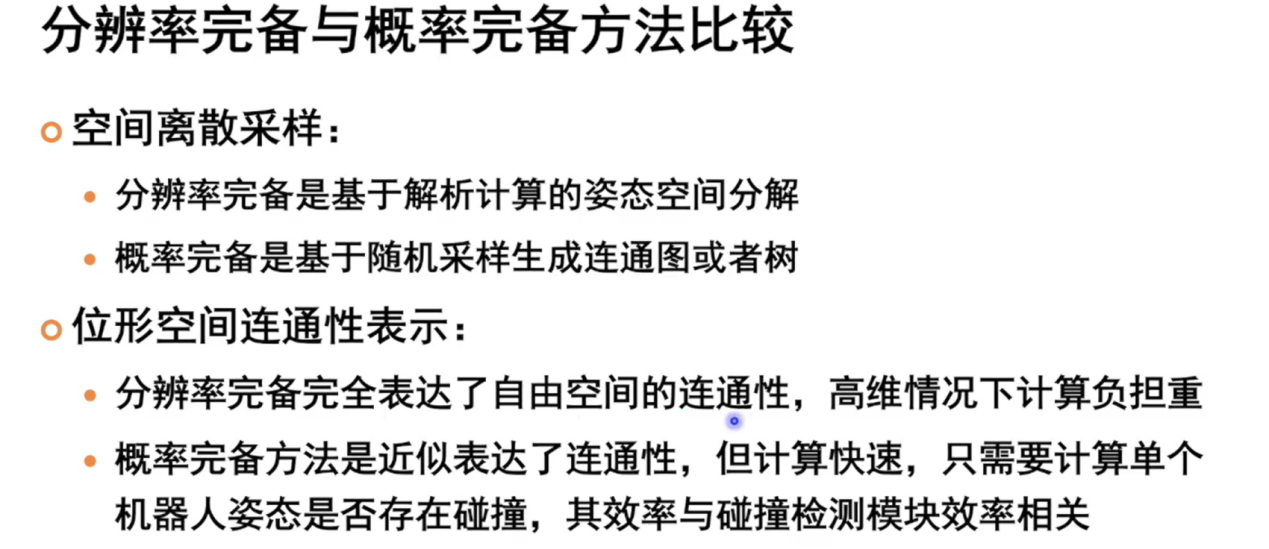 分辨率完备与概率完备方法比较
空间离散采样：
分辨率完备是基于解析计算的姿态空间分解
概率完备是基于随机采样生成连通图或者树
位形空间连通性表示：
分辨率完备完全表达了自由空间的连通性，高维情况下计算负担重
概率完备方法是近似表达了连通性，但计算快速，只需要计算单个
机器人姿态是否存在碰撞，其效率与碰撞检测模块效率相关